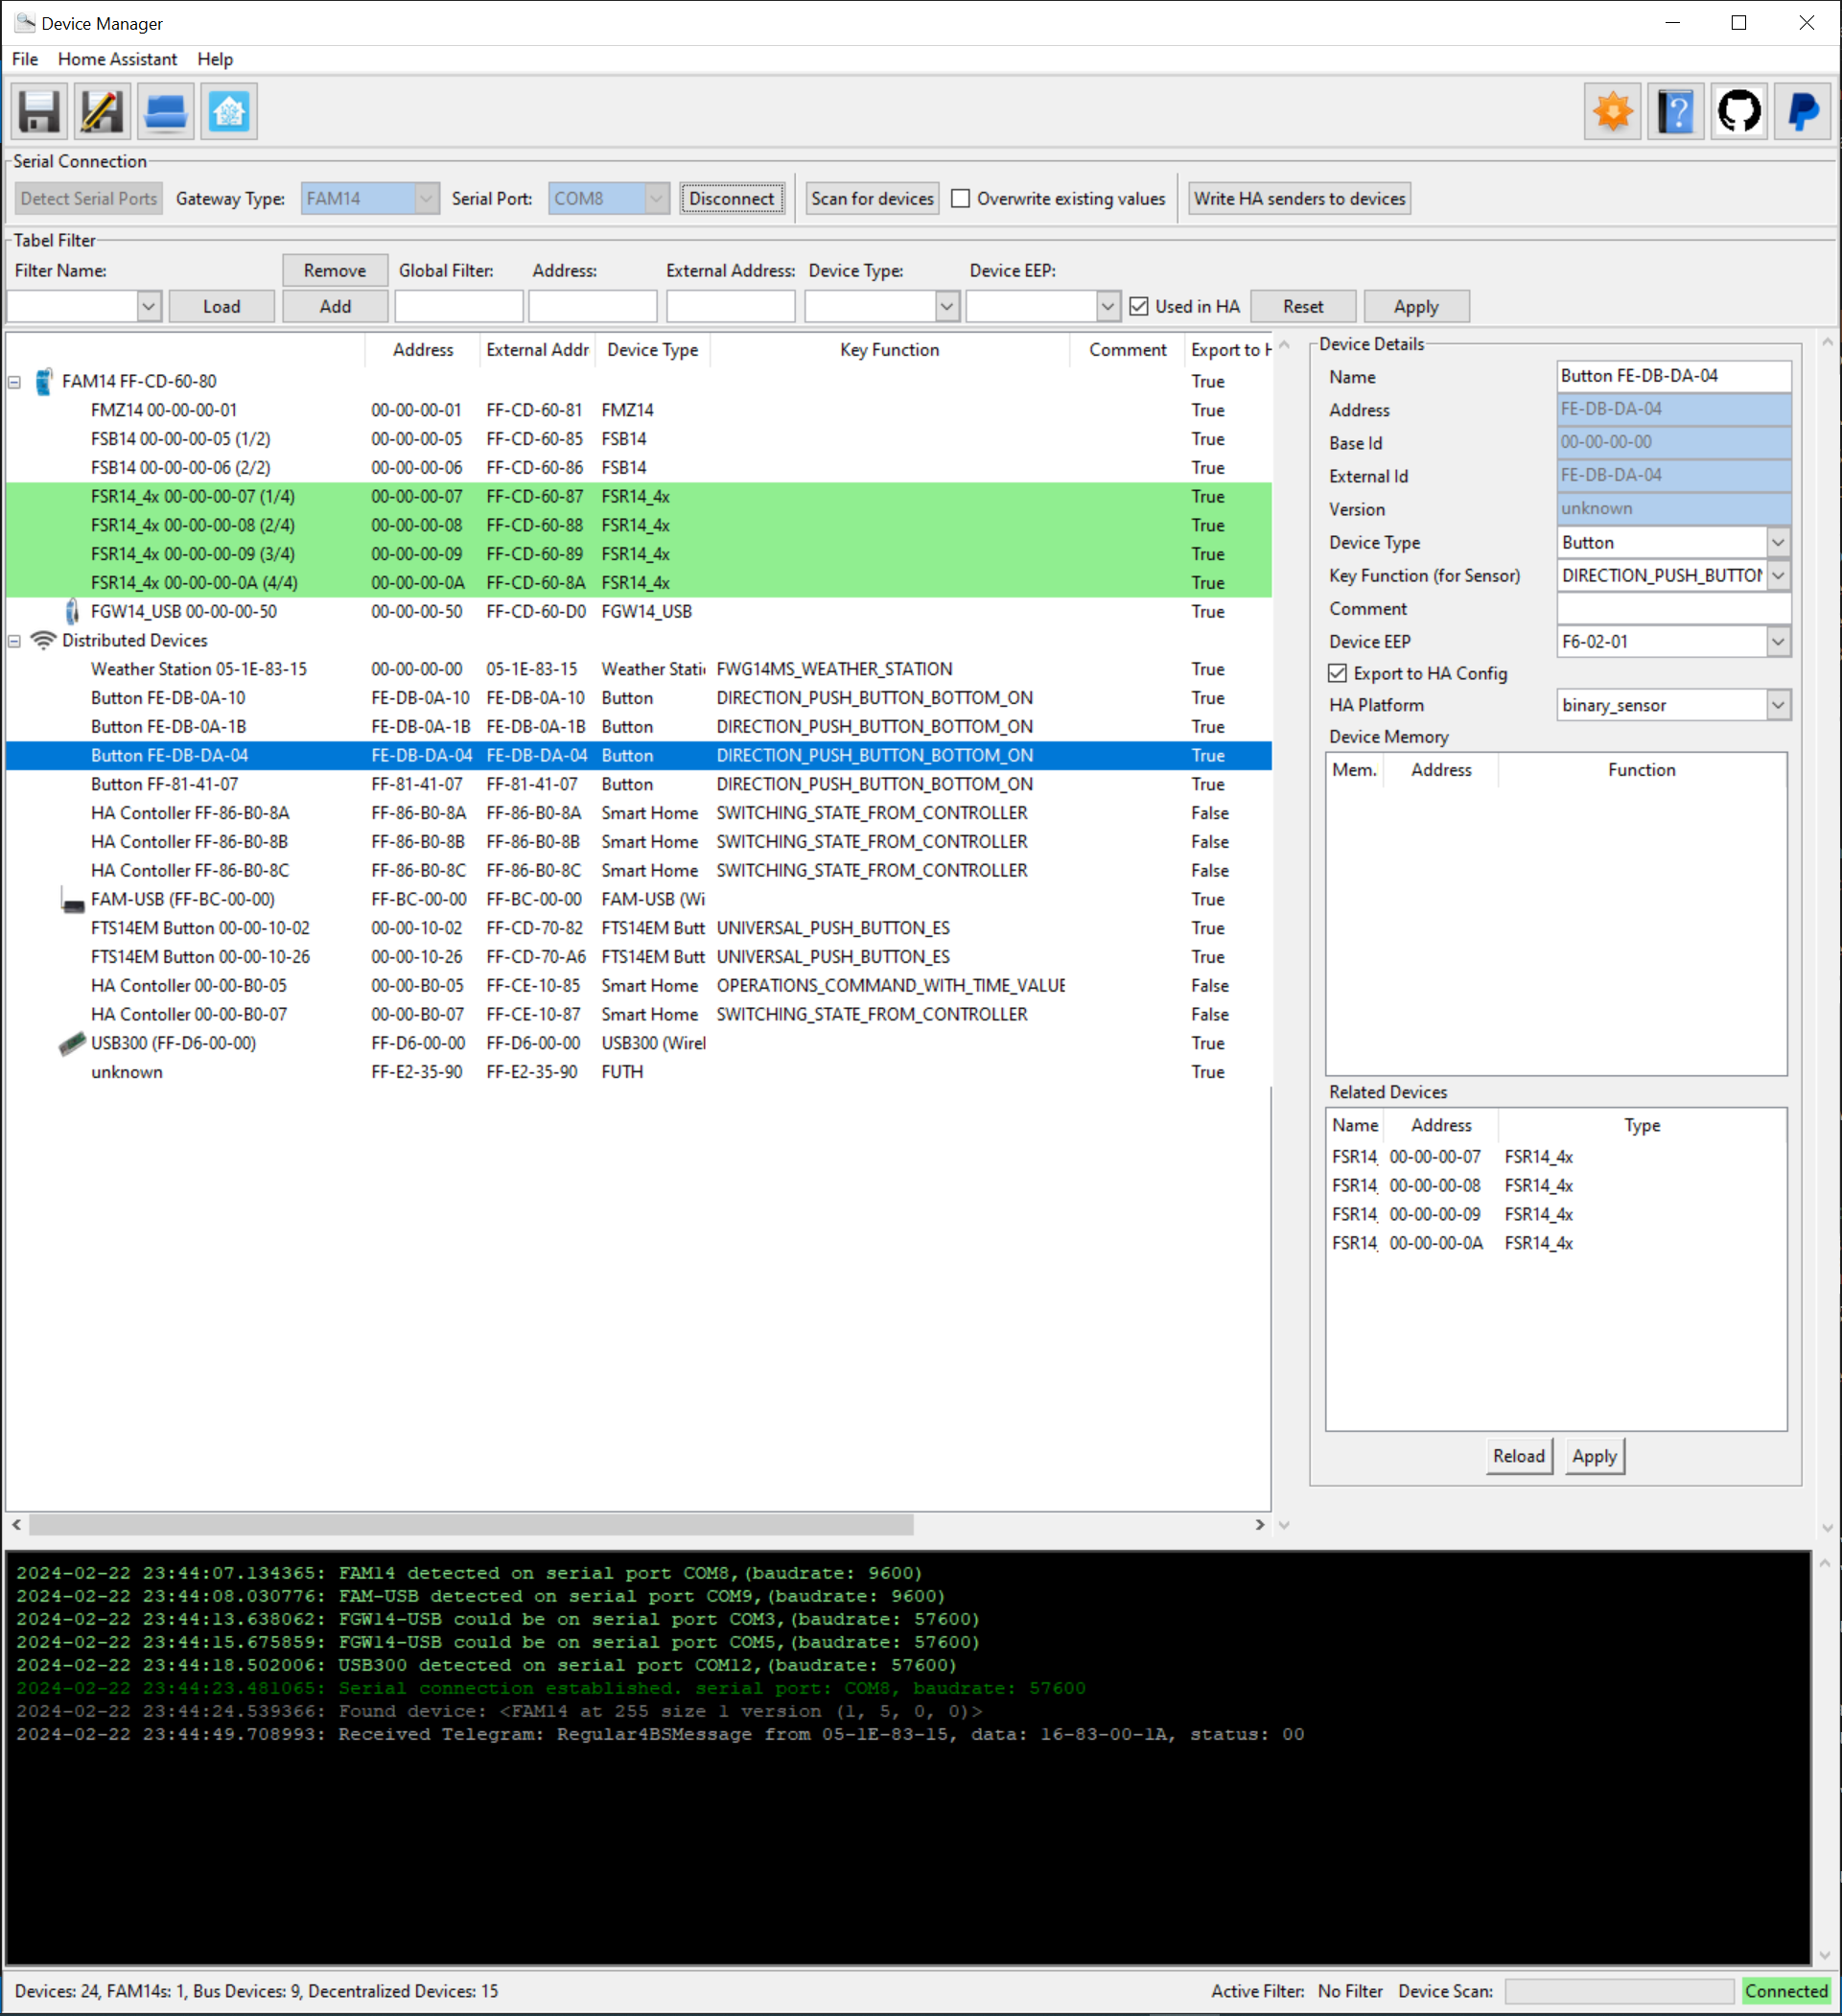 Device Manager
File Home Assistant Help
Serial Connection
Detect Serial Ports Gateway Type: FAM14 Serial Port: COM8 Disconnect Scan for devices Overwrite existing values Write HA senders to devices
Tabel Filter
Filter Name: Remove Global Filter: Address: External Address: Device Type: Device EEP:
Load Add Used in HA Reset Apply
Address External Addr Device Type Key Function Comment Export to H
FAM14 FF-CD-60-80 True
FMZ14 00-00-00-01 00-00-00-01 FF-CD-60-81 FMZ14 True
FSB14 00-00-00-05 (1/2) 00-00-00-05 FF-CD-60-85 FSB14 True
FSB14 00-00-00-06 (2/2) 00-00-00-06 FF-CD-60-86 FSB14 True
FSR14_4x 00-00-00-07 (1/4) 00-00-00-07 FF-CD-60-87 FSR14_4x True
FSR14_4x 00-00-00-08 (2/4) 00-00-00-08 FF-CD-60-88 FSR14_4x True
FSR14_4x 00-00-00-09 (3/4) 00-00-00-09 FF-CD-60-89 FSR14_4x True
FSR14_4x 00-00-00-0A (4/4) 00-00-00-0A FF-CD-60-8A FSR14_4x True
FGW14_USB 00-00-00-50 00-00-00-50 FF-CD-60-D0 FGW14_USB True
Distributed Devices
Weather Station 05-1E-83-15 00-00-00-00 05-1E-83-15 Weather Stati FWG14MS_WEATHER_STATION True
Button FE-DB-0A-10 FE-DB-0A-10 FE-DB-0A-10 Button DIRECTION_PUSH_BUTTON_BOTTOM_ON True
Button FE-DB-0A-1B FE-DB-0A-1B FE-DB-0A-1B Button DIRECTION_PUSH_BUTTON_BOTTOM_ON True
Button FE-DB-DA-04 FE-DB-DA-04 FE-DB-DA-04 Button DIRECTION_PUSH_BUTTON_BOTTOM_ON True
Button FF-81-41-07 FF-81-41-07 FF-81-41-07 Button DIRECTION_PUSH_BUTTON_BOTTOM_ON True
HA Contoller FF-86-B0-8A FF-86-B0-8A FF-86-B0-8A Smart Home SWITCHING_STATE_FROM_CONTROLLER False
HA Contoller FF-86-B0-8B FF-86-B0-8B FF-86-B0-8B Smart Home SWITCHING_STATE_FROM_CONTROLLER False
HA Contoller FF-86-B0-8C FF-86-B0-8C FF-86-B0-8C Smart Home SWITCHING_STATE_FROM_CONTROLLER False
FAM-USB (FF-BC-00-00) FF-BC-00-00 FF-BC-00-00 FAM-USB (Wi True
FTS14EM Button 00-00-10-02 00-00-10-02 FF-CD-70-82 FTS14EM Butt UNIVERSAL_PUSH_BUTTON_ES True
FTS14EM Button 00-00-10-26 00-00-10-26 FF-CD-70-A6 FTS14EM Butt UNIVERSAL_PUSH_BUTTON_ES True
HA Contoller 00-00-B0-05 00-00-B0-05 FF-CE-10-85 Smart Home OPERATIONS_COMMAND_WITH_TIME_VALUE False
HA Contoller 00-00-B0-07 00-00-B0-07 FF-CE-10-87 Smart Home SWITCHING_STATE_FROM_CONTROLLER False
USB300 (FF-D6-00-00) FF-D6-00-00 FF-D6-00-00 USB300 (Wirel True
unknown FF-E2-35-90 FF-E2-35-90 FUTH True
Device Details
Name Button FE-DB-DA-04
Address FE-DB-DA-04
Base Id 00-00-00-00
External Id FE-DB-DA-04
Version unknown
Device Type Button
Key Function (for Sensor) DIRECTION_PUSH_BUTTON
Comment
Device EEP F6-02-01
Export to HA Config
HA Platform binary_sensor
Device Memory
Mem. Address Function
Related Devices
Name Address Type
FSR14_ 00-00-00-07 FSR14_4x
FSR14_ 00-00-00-08 FSR14_4x
FSR14_ 00-00-00-09 FSR14_4x
FSR14_ 00-00-00-0A FSR14_4x
Reload Apply
2024-02-22 23:44:07.134365: FAM14 detected on serial port COM8,(baudrate: 9600)
2024-02-22 23:44:08.030776: FAM-USB detected on serial port COM9,(baudrate: 9600)
2024-02-22 23:44:13.638062: FGW14-USB could be on serial port COM3,(baudrate: 57600)
2024-02-22 23:44:15.675859: FGW14-USB could be on serial port COM5,(baudrate: 57600)
2024-02-22 23:44:18.502006: USB300 detected on serial port COM12,(baudrate: 57600)
2024-02-22 23:44:23.481065: Serial connection established. serial port: COM8, baudrate: 57600
2024-02-22 23:44:24.539366: Found device: <FAM14 at 255 size 1 version (1, 5, 0, 0)>
2024-02-22 23:44:49.708993: Received Telegram: Regular4BSMessage from 05-1E-83-15, data: 16-83-00-1A, status: 00
Devices: 24, FAM14s: 1, Bus Devices: 9, Decentralized Devices: 15 Active Filter: No Filter Device Scan: Connected